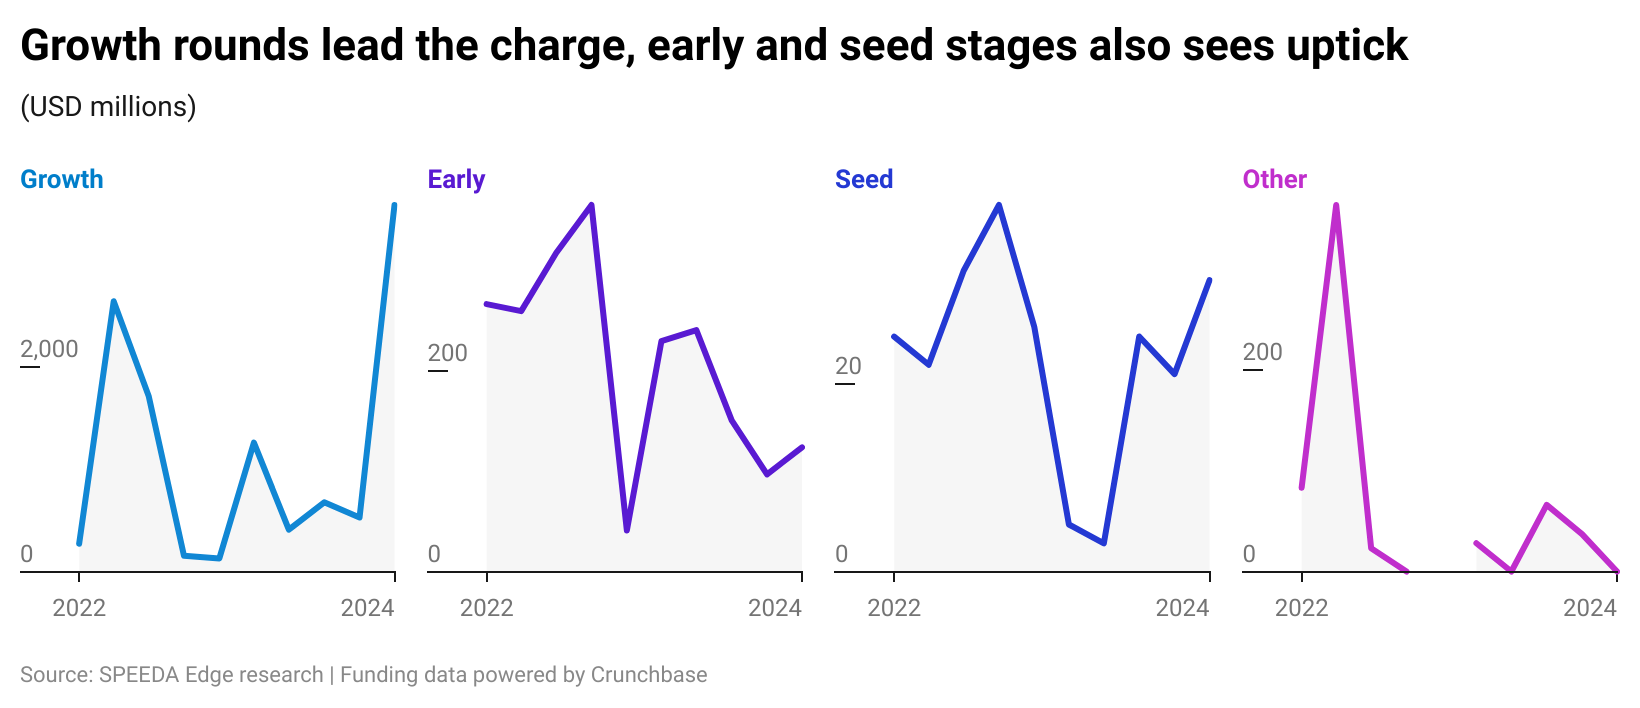 Growth rounds lead the charge, early and seed stages also sees uptick
(USD millions)
Growth
2,000
0
2022 2024
Early
200
0
2022 2024
Seed
20
0
2022 2024
Other
200
0
2022 2024
Source: SPEEDA Edge research | Funding data powered by Crunchbase